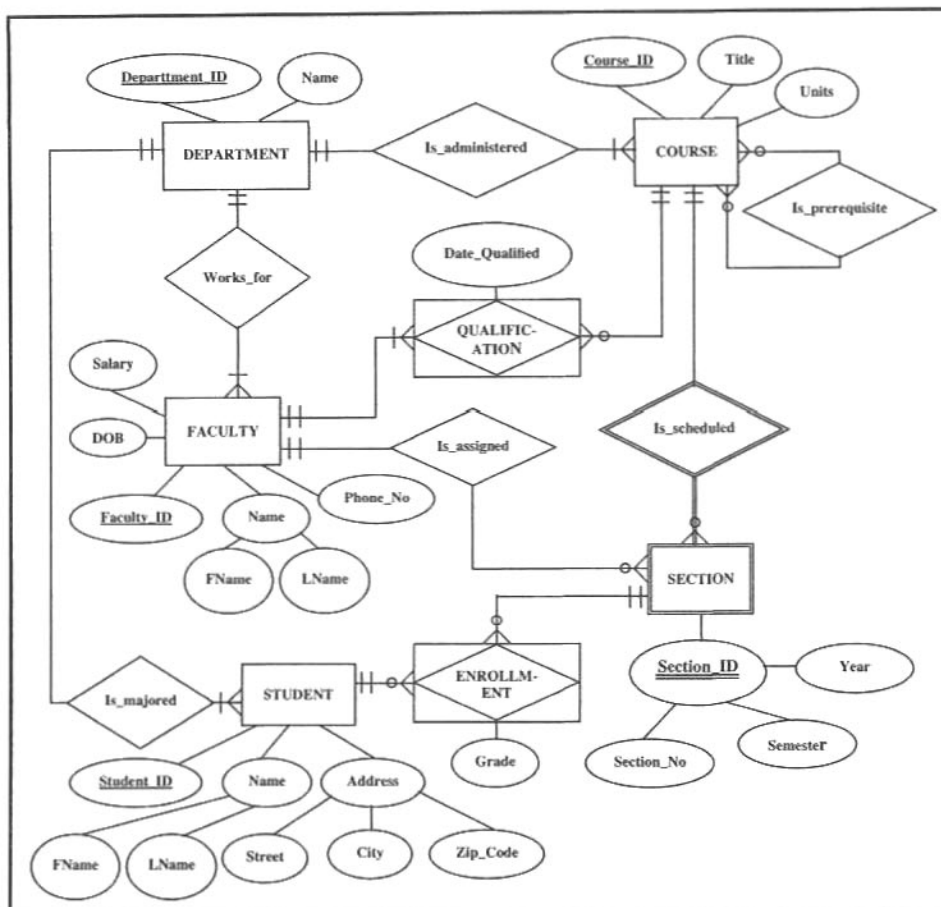 Departtment_ID
Name
Course_ID
Title
Units
DEPARTMENT
Is_administered
COURSE
Is_prerequisite
Works_for
Date_Qualified
QUALIFIC-
ATION
Salary
DOB
FACULTY
Is_assigned
Is_scheduled
Faculty_ID
Name
Phone_No
FName
LName
SECTION
Is_majored
STUDENT
ENROLLM-
ENT
Section_ID
Year
Student_ID
Name
Address
Grade
Section_No
Semester
FName
LName
Street
City
Zip_Code